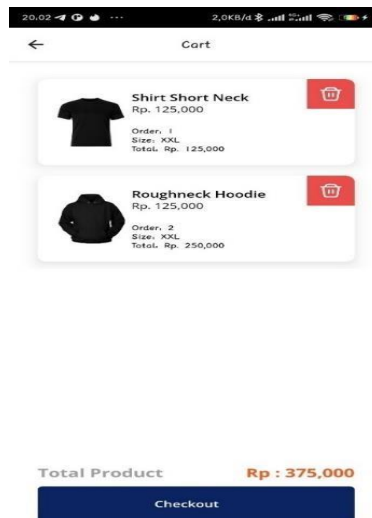 20.02 ... 2,0KB/d
Cart
Shirt Short Neck
Rp. 125,000
Order. 1
Size. XXL
Total. Rp. 125,000
Roughneck Hoodie
Rp. 125,000
Order. 2
Size. XXL
Total. Rp. 250,000
Total Product Rp : 375,000
Checkout